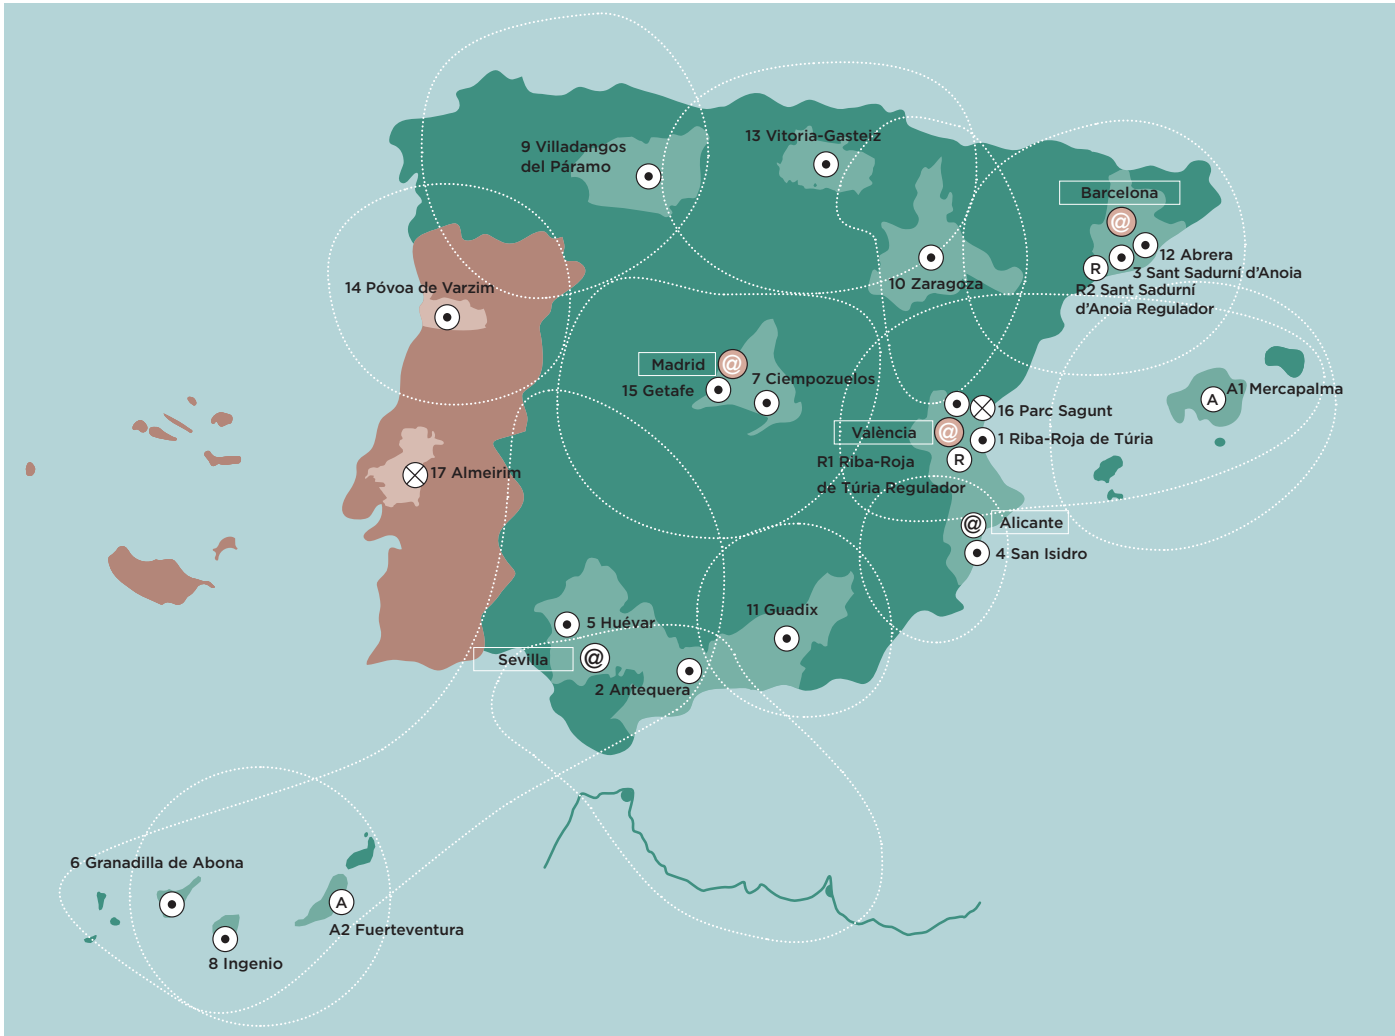 9 Villadangos
del Páramo
13 Vitoria-Gasteiz
Barcelona
@
12 Abrera
3 Sant Sadurní d'Anoia
R
R2 Sant Sadurní
d'Anoia Regulador
10 Zaragoza
14 Póvoa de Varzim
Madrid
@
7 Ciempozuelos
15 Getafe
A1 Mercapalma
A
16 Parc Sagunt
València
@
1 Riba-Roja de Túria
R1 Riba-Roja
de Túria Regulador
R
17 Almeirim
@
Alicante
4 San Isidro
11 Guadix
5 Huévar
Sevilla
@
2 Antequera
6 Granadilla de Abona
A
A2 Fuerteventura
8 Ingenio